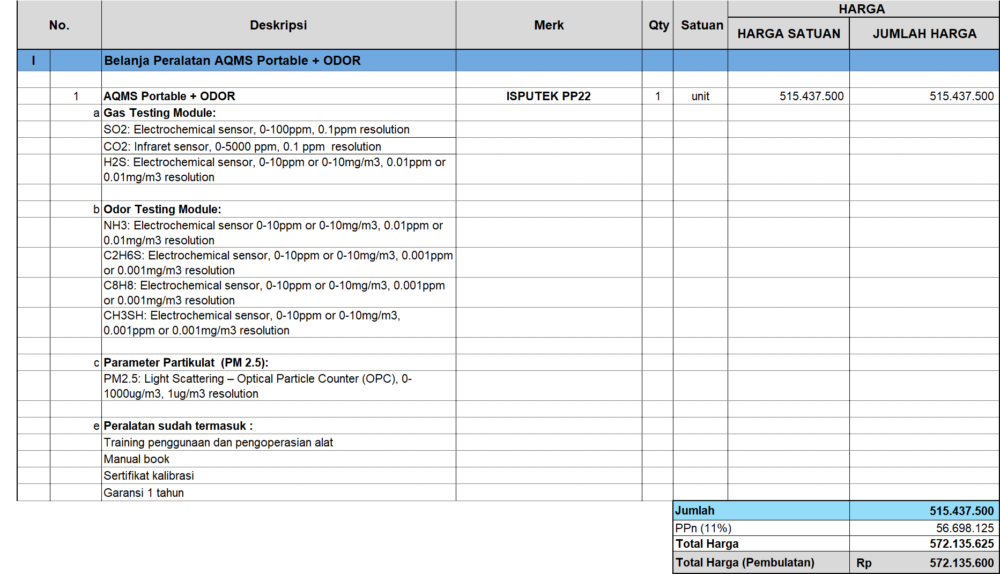 No. Deskripsi Merk Qty Satuan HARGA
HARGA SATUAN JUMLAH HARGA
I Belanja Peralatan AQMS Portable + ODOR
1 AQMS Portable + ODOR ISPUTEK PP22 1 unit 515.437.500 515.437.500
a Gas Testing Module:
SO2: Electrochemical sensor, 0-100ppm, 0.1ppm resolution
CO2: Infraret sensor, 0-5000 ppm, 0.1 ppm  resolution
H2S: Electrochemical sensor, 0-10ppm or 0-10mg/m3, 0.01ppm or
0.01mg/m3 resolution
b Odor Testing Module:
NH3: Electrochemical sensor 0-10ppm or 0-10mg/m3, 0.01ppm or
0.01mg/m3 resolution
C2H6S: Electrochemical sensor, 0-10ppm or 0-10mg/m3, 0.001ppm
or 0.001mg/m3 resolution
C8H8: Electrochemical sensor, 0-10ppm or 0-10mg/m3, 0.001ppm
or 0.001mg/m3 resolution
CH3SH: Electrochemical sensor, 0-10ppm or 0-10mg/m3,
0.001ppm or 0.001mg/m3 resolution
c Parameter Partikulat  (PM 2.5):
PM2.5: Light Scattering – Optical Particle Counter (OPC), 0-
1000ug/m3, 1ug/m3 resolution
e Peralatan sudah termasuk :
Training penggunaan dan pengoperasian alat
Manual book
Sertifikat kalibrasi
Garansi 1 tahun
Jumlah 515.437.500
PPn (11%) 56.698.125
Total Harga 572.135.625
Total Harga (Pembulatan) Rp 572.135.600